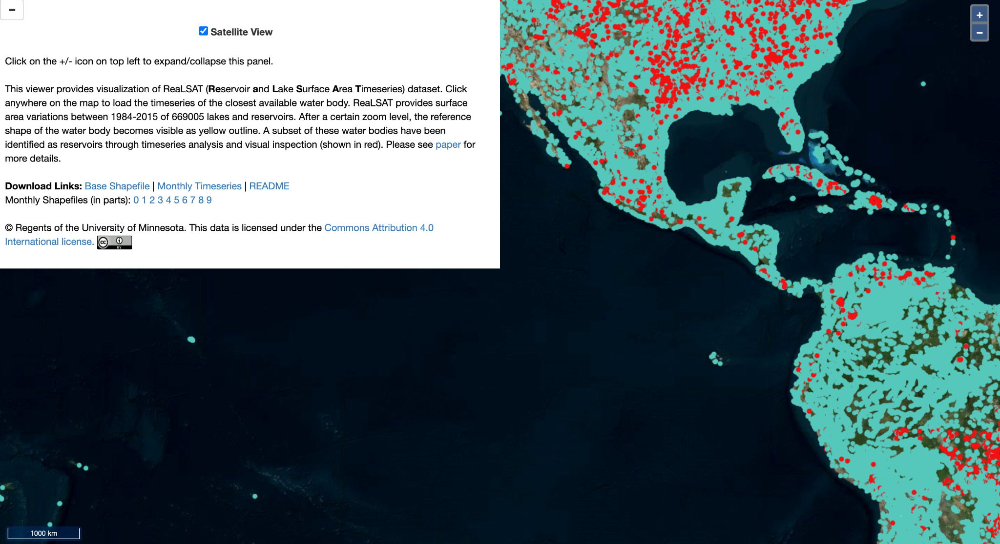 −
Satellite View
+
−
Click on the +/- icon on top left to expand/collapse this panel.
This viewer provides visualization of ReaLSAT (Reservoir and Lake Surface Area Timeseries) dataset. Click
anywhere on the map to load the timeseries of the closest available water body. ReaLSAT provides surface
area variations between 1984-2015 of 669005 lakes and reservoirs. After a certain zoom level, the reference
shape of the water body becomes visible as yellow outline. A subset of these water bodies have been
identified as reservoirs through timeseries analysis and visual inspection (shown in red). Please see paper for
more details.
Download Links: Base Shapefile | Monthly Timeseries | README
Monthly Shapefiles (in parts): 0 1 2 3 4 5 6 7 8 9
© Regents of the University of Minnesota. This data is licensed under the Commons Attribution 4.0
International license.
cc BY
1000 km